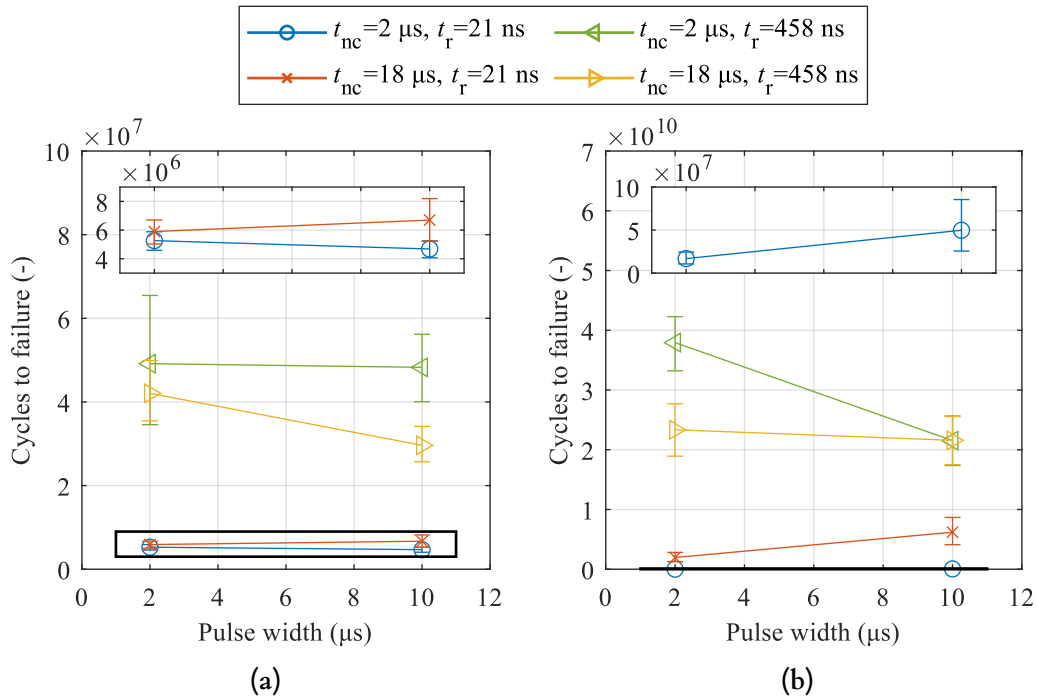 t_nc=2 μs, t_r=21 ns t_nc=2 μs, t_r=458 ns
t_nc=18 μs, t_r=21 ns t_nc=18 μs, t_r=458 ns
×10^7
10
8
6
4
2
0
×10^6
8
6
4
0 2 4 6 8 10 12
Cycles to failure (-)
Pulse width (μs)
(a)
×10^10
7
6
5
4
3
2
1
0
×10^7
10
5
0
0 2 4 6 8 10 12
Cycles to failure (-)
Pulse width (μs)
(b)